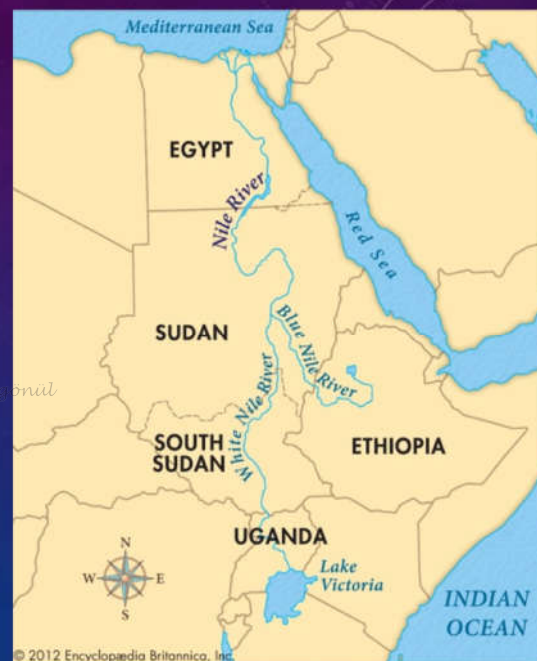 Mediterranean Sea
EGYPT
Nile River
Red Sea
SUDAN
Blue Nile River
White Nile River
SOUTH
SUDAN
ETHIOPIA
UGANDA
N
W E
S
Lake
Victoria
INDIAN
OCEAN
© 2012 Encyclopædia Britannica, Inc.